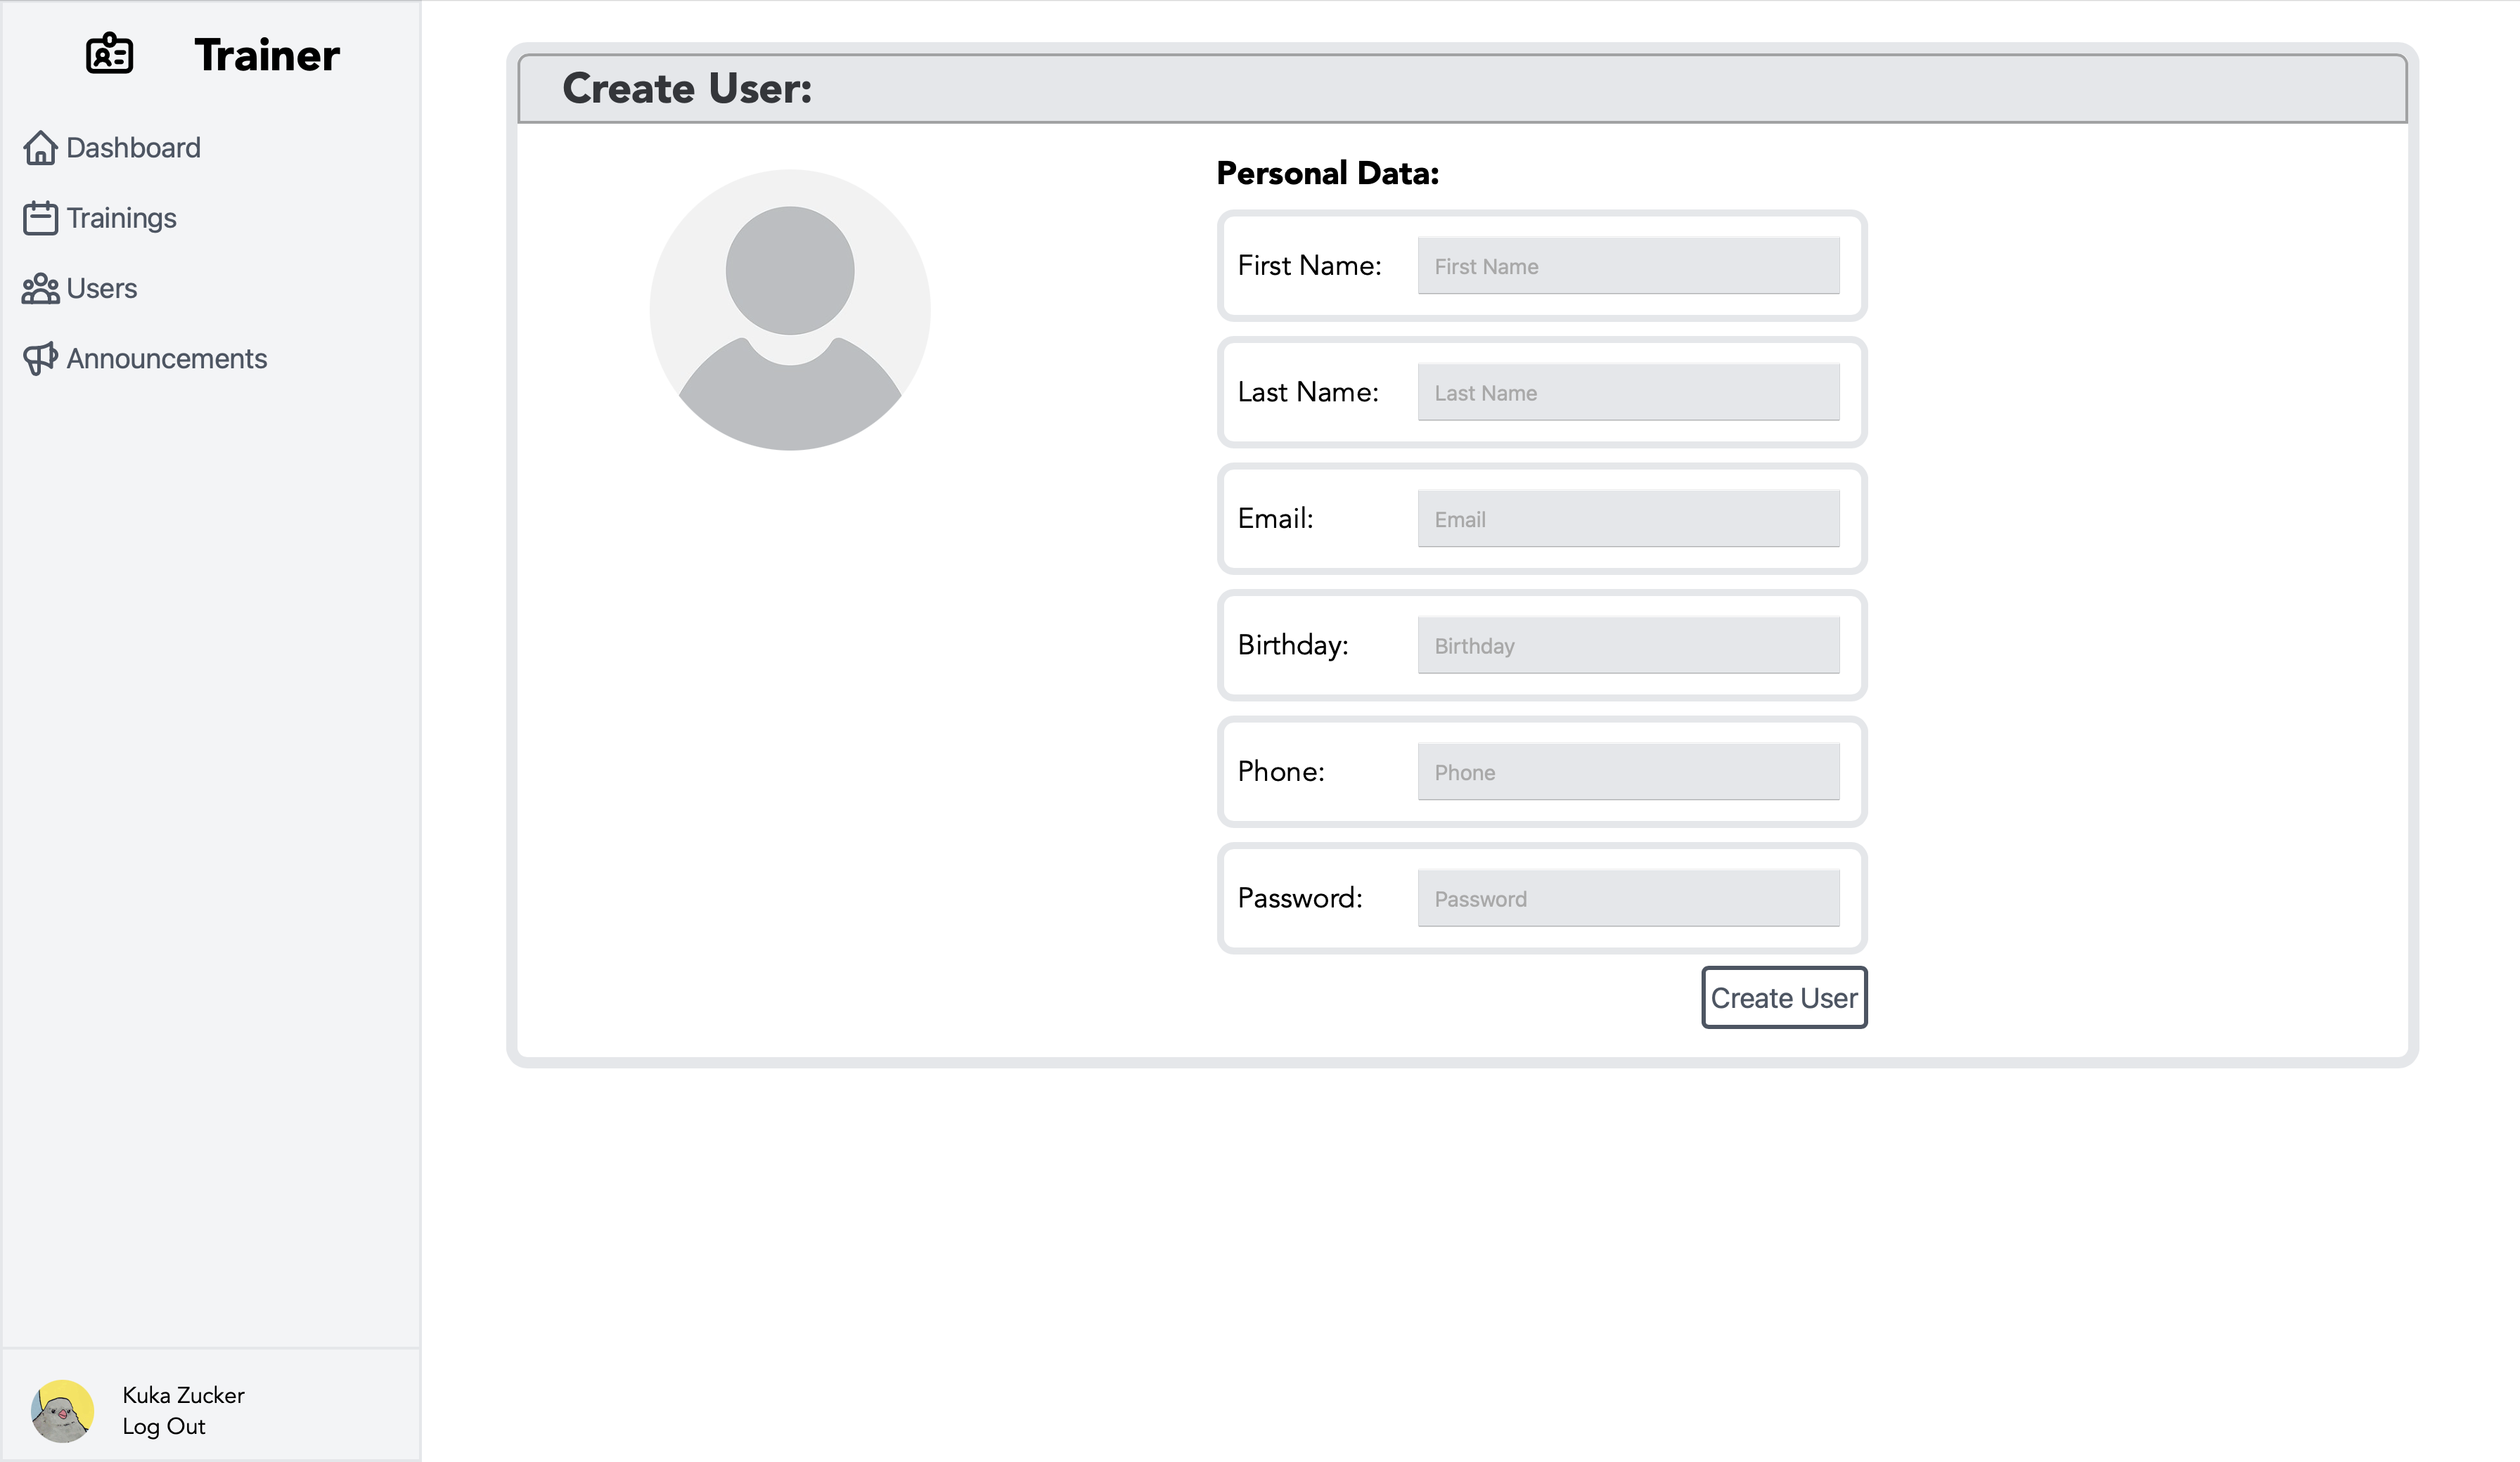 Trainer
Dashboard
Trainings
Users
Announcements
Kuka Zucker
Log Out
Create User:
Personal Data:
First Name: First Name
Last Name: Last Name
Email: Email
Birthday: Birthday
Phone: Phone
Password: Password
Create User